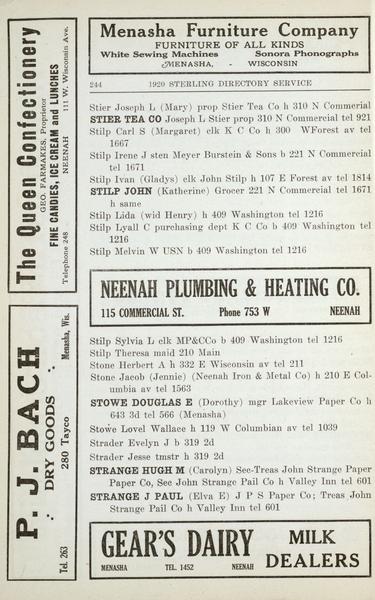 Menasha Furniture Company
FURNITURE OF ALL KINDS
White Sewing Machines Sonora Phonographs
MENASHA, - WISCONSIN
244 1920 STERLING DIRECTORY SERVICE
Stier Joseph L (Mary) prop Stier Tea Co h 310 N Commerial
STIER TEA CO Joseph L Stier prop 310 N Commercial tel 921
Stilp Carl S (Margaret) clk K C Co h 300 WForest av tel
1667
Stilp Irene J sten Meyer Burstein & Sons b 221 N Commercial
tel 1671
Stilp Ivan (Gladys) clk John Stilp h 107 E Forest av tel 1814
STILP JOHN (Katherine) Grocer 221 N Commercial tel 1671
h same
Stilp Lida (wid Henry) h 409 Washington tel 1216
Stilp Lyall C purchasing dept K C Co b 409 Washington tel
1216
Stilp Melvin W USN b 409 Washington tel 1216
NEENAH PLUMBING & HEATING CO.
115 COMMERCIAL ST. Phone 753 W NEENAH
Stilp Sylvia L clk MP&CCo b 409 Washington tel 1216
Stilp Theresa maid 210 Main
Stone Herbert A h 332 E Wisconsin av tel 211
Stone Jacob (Jennie) (Neenah Iron & Metal Co) h 210 E Col-
umbia av tel 1563
STOWE DOUGLAS E (Dorothy) mgr Lakeview Paper Co h
643 3d tel 566 (Menasha)
Stowe Lovel Wallace h 119 W Columbian av tel 1039
Strader Evelyn J b 319 2d
Strader Jesse tmstr h 319 2d
STRANGE HUGH M (Carolyn) See-Treas John Strange Paper
Paper Co, See John Strange Pail Co h Valley Inn tel 601
STRANGE J PAUL (Elva E) J P S Paper Co; Treas John
Strange Pail Co h Valley Inn tel 601
GEAR'S DAIRY MILK
DEALERS
MENASHA TEL. 1452 NEENAH
The Queen Confectionery
GEO. FARMAKES, Proprietor
FINE CANDIES, ICE CREAM and LUNCHES
Telephone 248 NEENAH 111 W. Wisconsin Ave.
P. J. BACH
DRY GOODS
Tel. 263 280 Tayco Menasha, Wis.